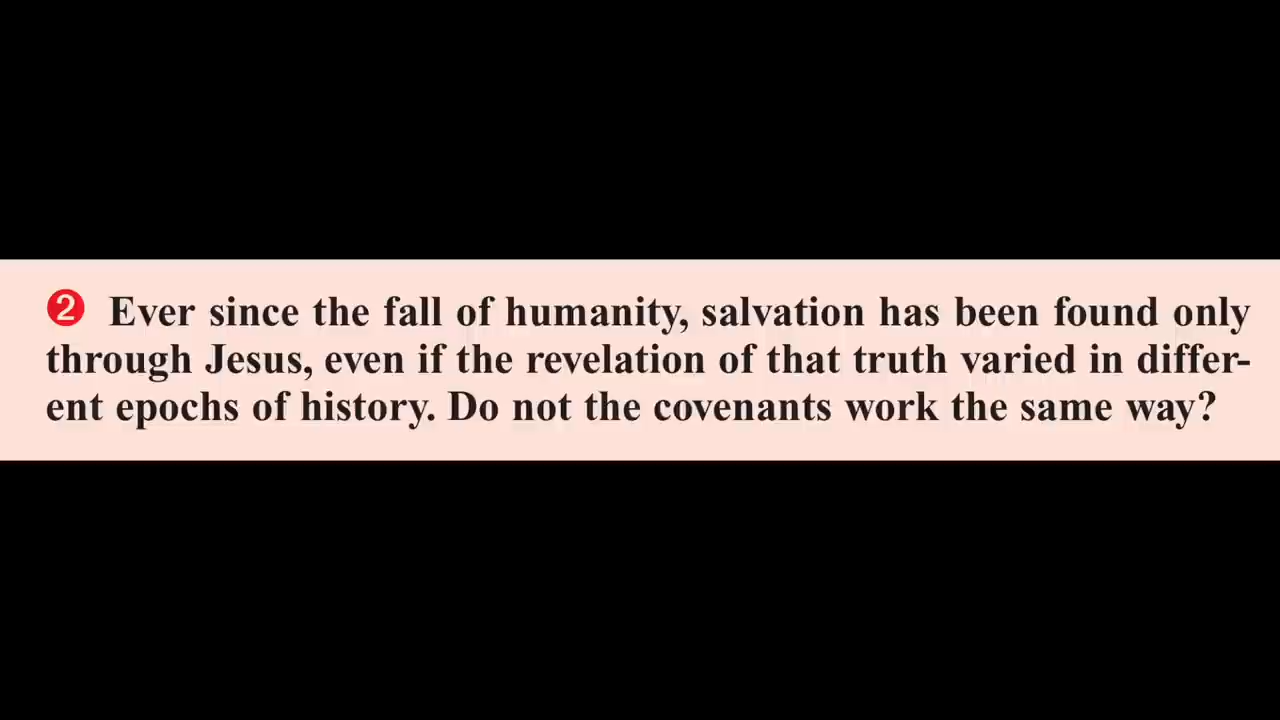 2 Ever since the fall of humanity, salvation has been found only
through Jesus, even if the revelation of that truth varied in differ-
ent epochs of history. Do not the covenants work the same way?